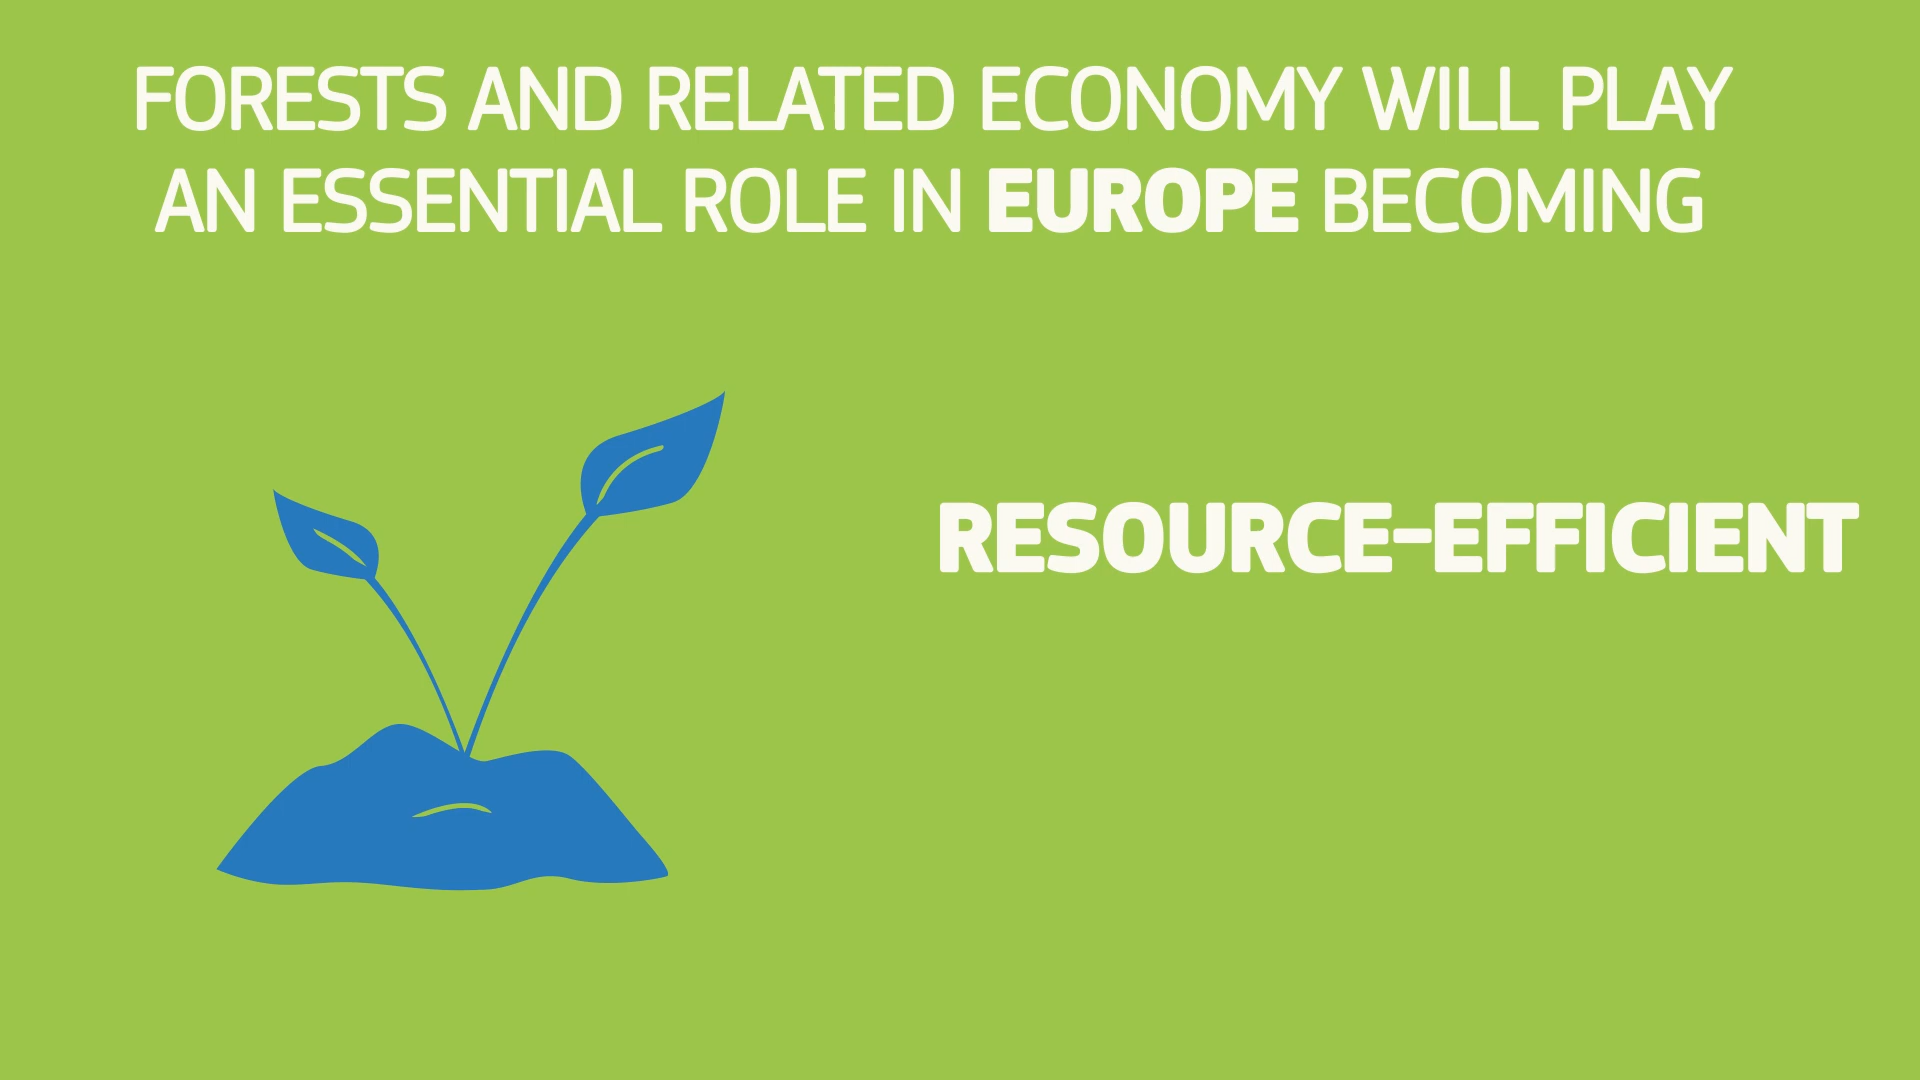 FORESTS AND RELATED ECONOMY WILL PLAY
AN ESSENTIAL ROLE IN EUROPE BECOMING
RESOURCE-EFFICIENT